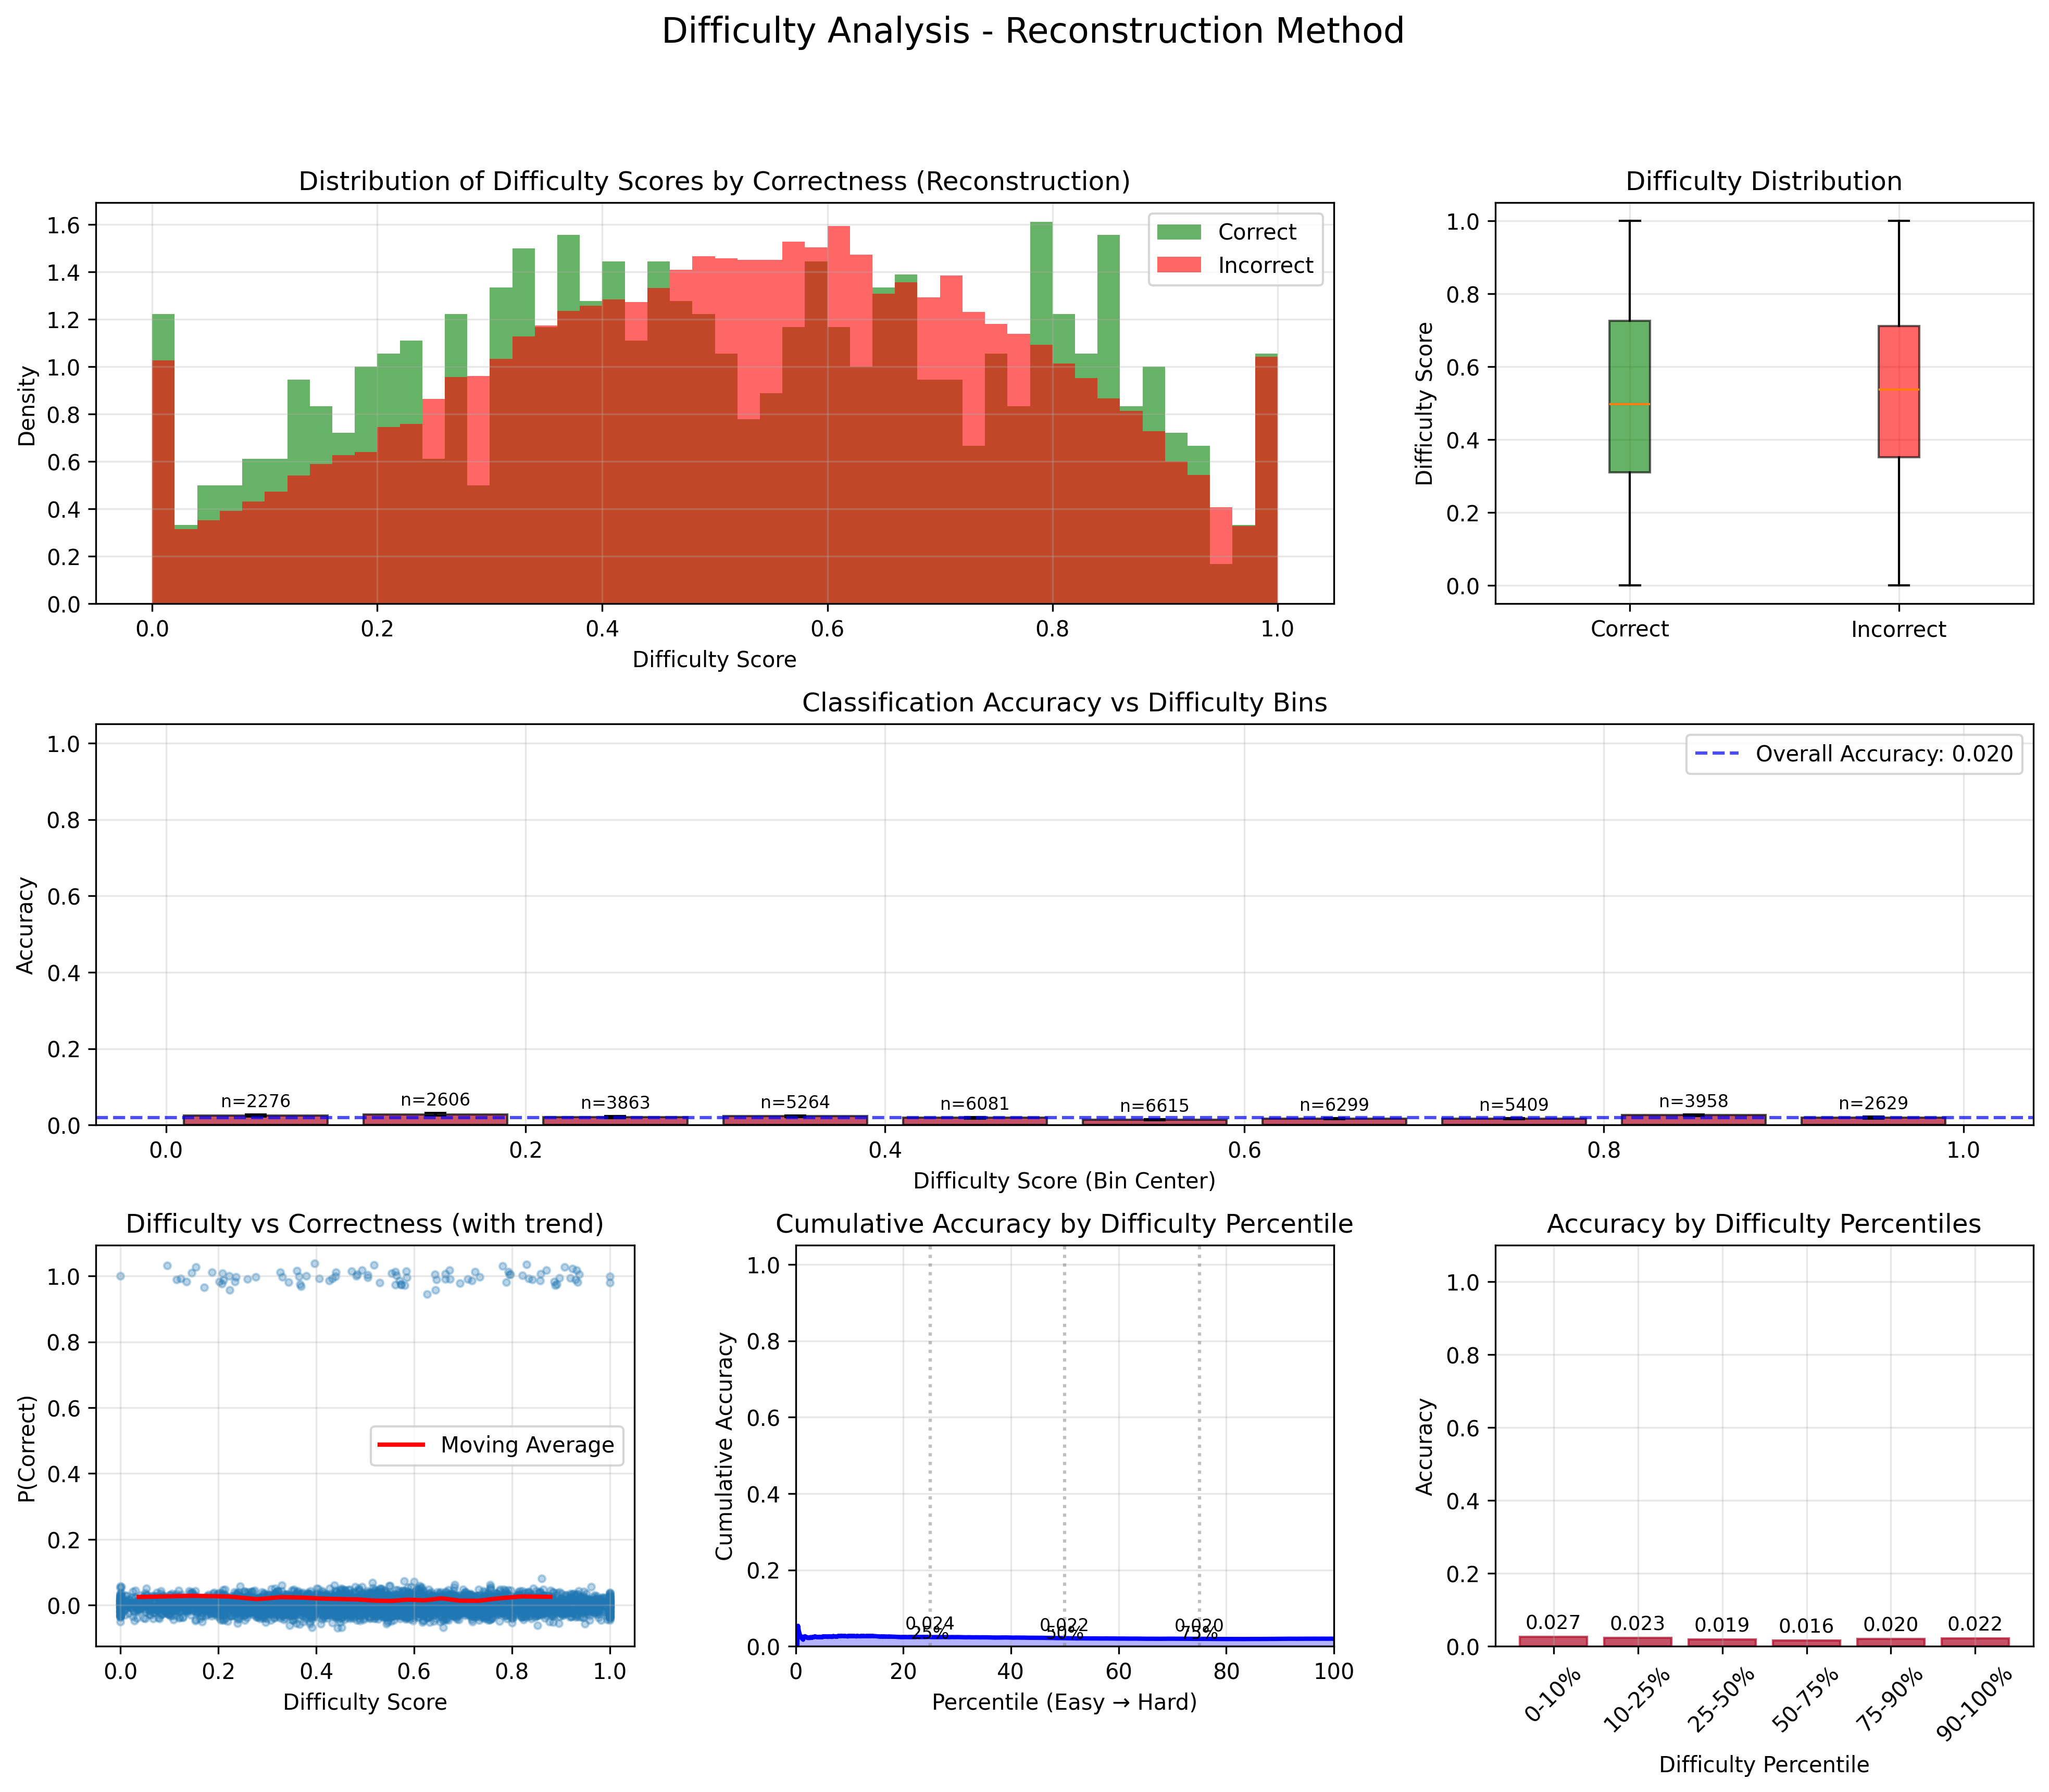 Difficulty Analysis - Reconstruction Method
Distribution of Difficulty Scores by Correctness (Reconstruction)
Density
1.6
1.4
1.2
1.0
0.8
0.6
0.4
0.2
0.0
0.0 0.2 0.4 0.6 0.8 1.0
Difficulty Score
Correct
Incorrect
Difficulty Distribution
Difficulty Score
1.0
0.8
0.6
0.4
0.2
0.0
Correct Incorrect
Classification Accuracy vs Difficulty Bins
Accuracy
1.0
0.8
0.6
0.4
0.2
0.0
Overall Accuracy: 0.020
n=2276 n=2606 n=3863 n=5264 n=6081 n=6615 n=6299 n=5409 n=3958 n=2629
0.0 0.2 0.4 0.6 0.8 1.0
Difficulty Score (Bin Center)
Difficulty vs Correctness (with trend)
P(Correct)
1.0
0.8
0.6
0.4
0.2
0.0
Moving Average
0.0 0.2 0.4 0.6 0.8 1.0
Difficulty Score
Cumulative Accuracy by Difficulty Percentile
Cumulative Accuracy
1.0
0.8
0.6
0.4
0.2
0.0
0.024 0.022 0.020
25% 50% 75%
0 20 40 60 80 100
Percentile (Easy → Hard)
Accuracy by Difficulty Percentiles
Accuracy
1.0
0.8
0.6
0.4
0.2
0.0
0.027 0.023 0.019 0.016 0.020 0.022
0-10% 10-25% 25-50% 50-75% 75-90% 90-100%
Difficulty Percentile